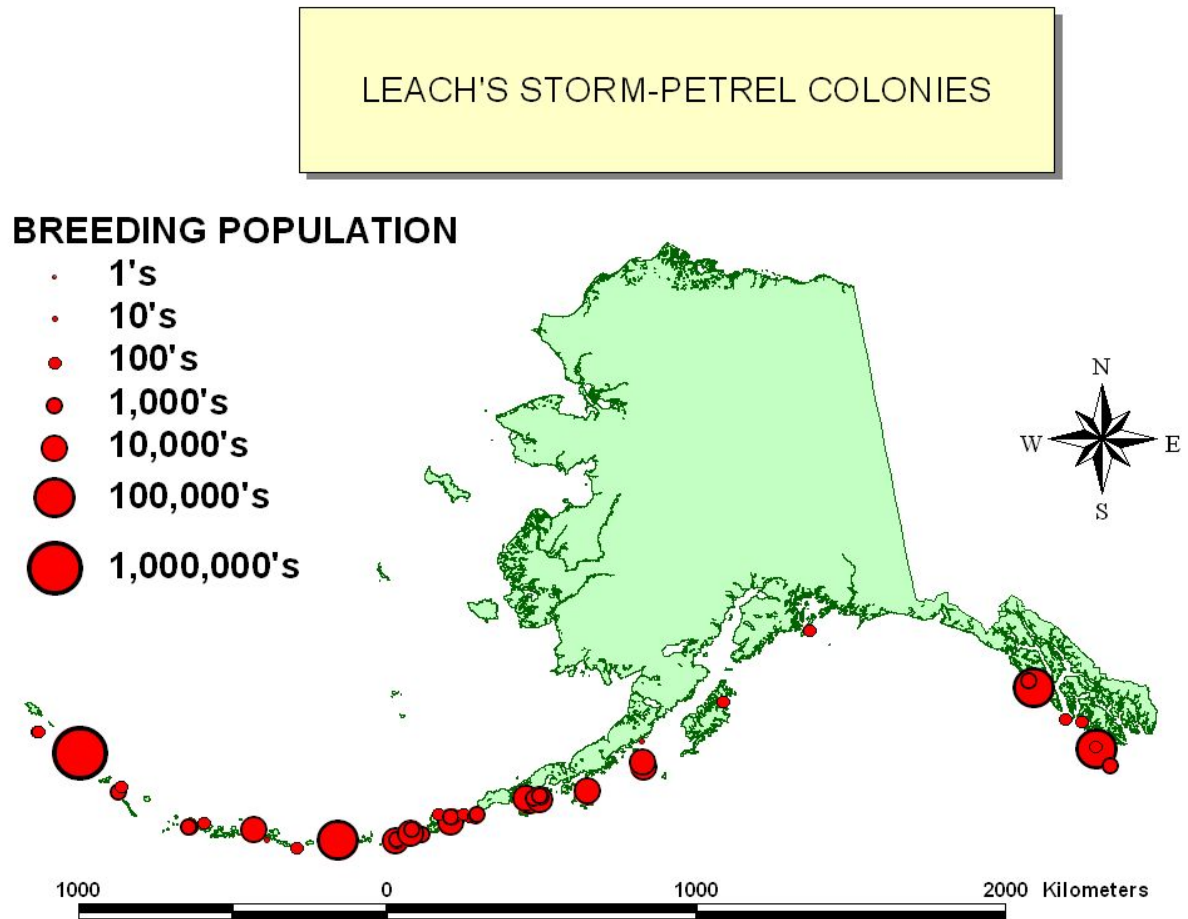 LEACH'S STORM-PETREL COLONIES
BREEDING POPULATION
1's
10's
100's
1,000's
10,000's
100,000's
1,000,000's
N
W E
S
1000 0 1000 2000 Kilometers